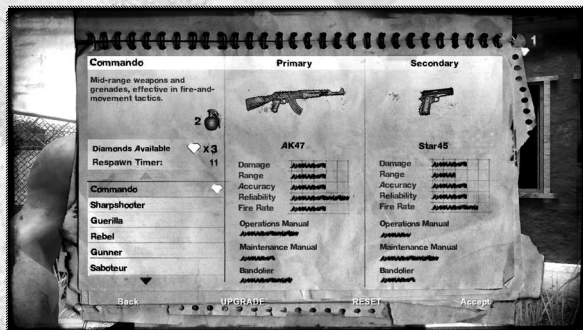 1
Commando
Mid-range weapons and
grenades, effective in fire-and-
movement tactics.
2
Diamonds Available x3
Respawn Timer: 11
Commando
Sharpshooter
Guerilla
Rebel
Gunner
Saboteur
Primary
AK47
Damage
Range
Accuracy
Reliability
Fire Rate
Operations Manual
Maintenance Manual
Bandolier
Secondary
Star45
Damage
Range
Accuracy
Reliability
Fire Rate
Operations Manual
Maintenance Manual
Bandolier
Back UPGRADE RESET Accept